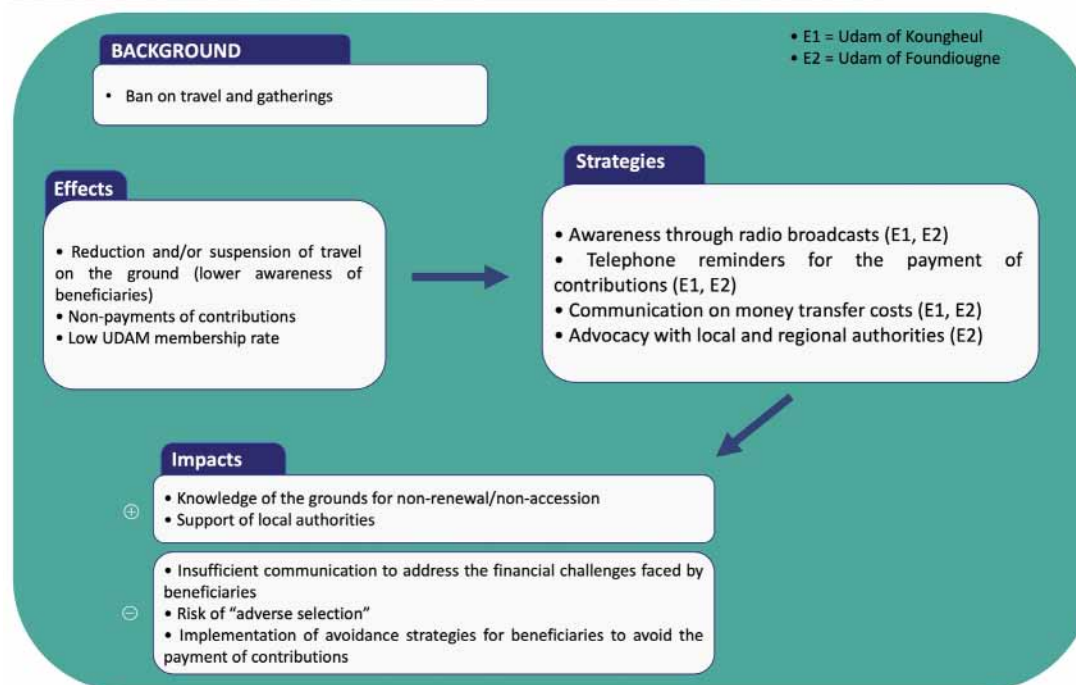 BACKGROUND
• Ban on travel and gatherings
• E1 = Udam of Koungheul
• E2 = Udam of Foundiougne
Effects
• Reduction and/or suspension of travel
on the ground (lower awareness of
beneficiaries)
• Non-payments of contributions
• Low UDAM membership rate
Strategies
• Awareness through radio broadcasts (E1, E2)
• Telephone reminders for the payment of
contributions (E1, E2)
• Communication on money transfer costs (E1, E2)
• Advocacy with local and regional authorities (E2)
Impacts
• Knowledge of the grounds for non-renewal/non-accession
• Support of local authorities
• Insufficient communication to address the financial challenges faced by
beneficiaries
• Risk of “adverse selection”
• Implementation of avoidance strategies for beneficiaries to avoid the
payment of contributions